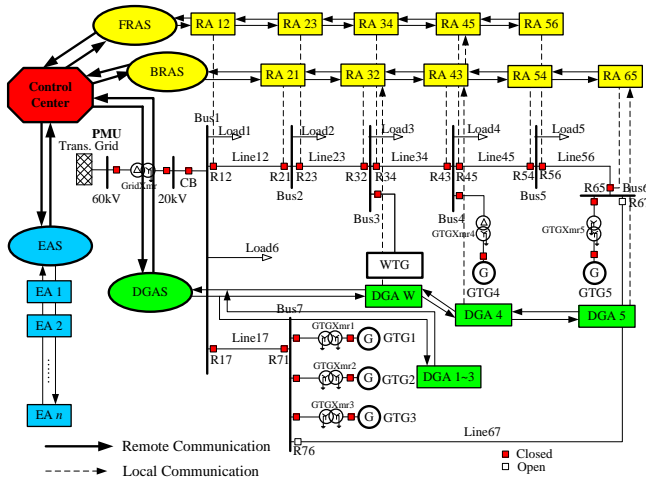 FRAS
RA 12
RA 23
RA 34
RA 45
RA 56
BRAS
RA 21
RA 32
RA 43
RA 54
RA 65
Control
Center
PMU
Trans. Grid
60kV
GridXmr
20kV
CB
Bus1
Load1
Load2
Load3
Load4
Load5
Line12
Line23
Line34
Line45
Line56
R12
R21
R23
R32
R34
R43
R45
R54
R56
R65
Bus6
R67
Bus2
Bus3
Bus4
Bus5
GTGXmr4
GTGXmr5
G
GTG4
G
GTG5
EAS
EA 1
EA 2
EA n
DGAS
Load6
WTG
DGA W
DGA 4
DGA 5
DGA 1~3
Bus7
Line17
R17
R71
GTGXmr1
G
GTG1
GTGXmr2
G
GTG2
GTGXmr3
G
GTG3
R76
Line67
Remote Communication
Local Communication
Closed
Open